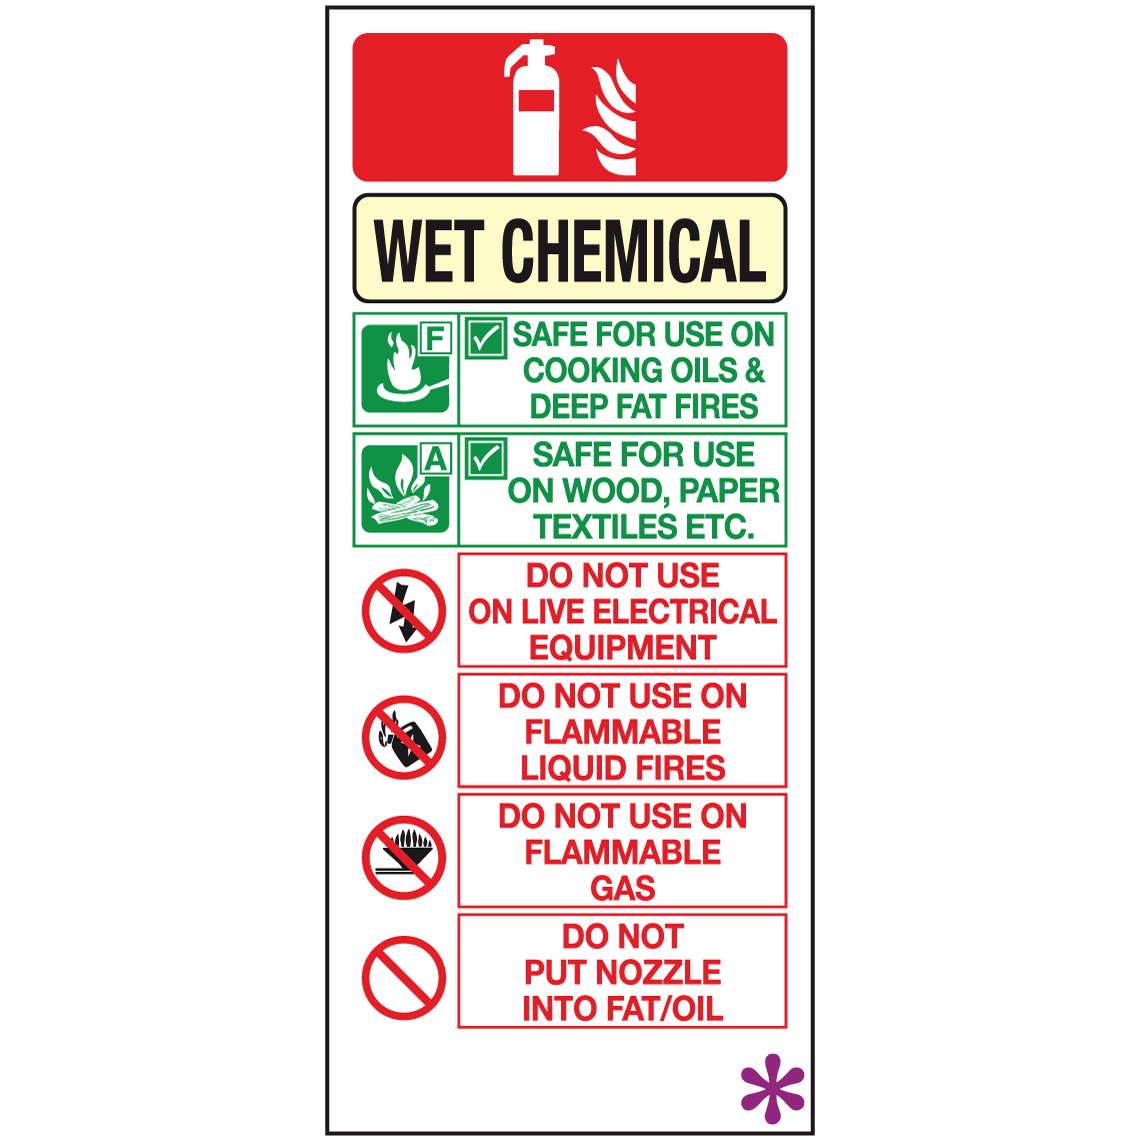 WET CHEMICAL
F
SAFE FOR USE ON
COOKING OILS &
DEEP FAT FIRES
A
SAFE FOR USE
ON WOOD, PAPER
TEXTILES ETC.
DO NOT USE
ON LIVE ELECTRICAL
EQUIPMENT
DO NOT USE ON
FLAMMABLE
LIQUID FIRES
DO NOT USE ON
FLAMMABLE
GAS
DO NOT
PUT NOZZLE
INTO FAT/OIL